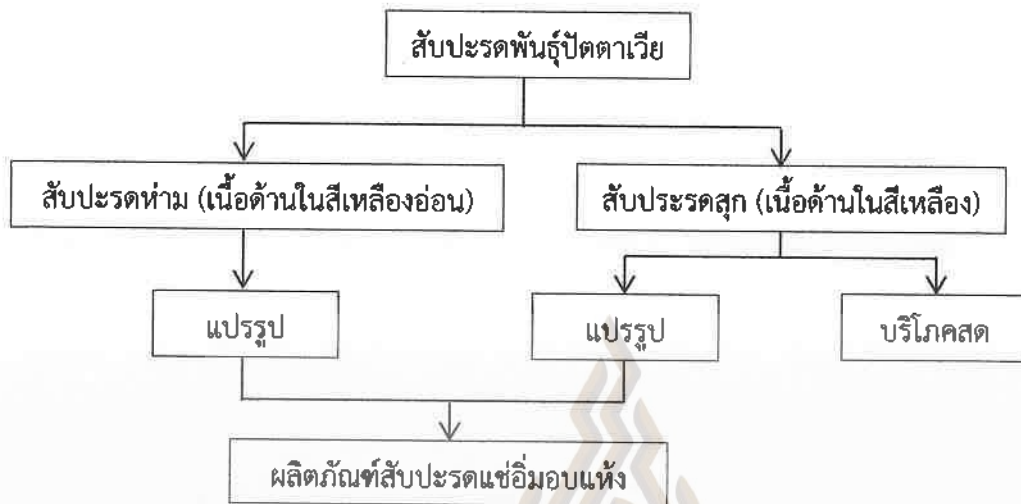 สับปะรดพันธุ์ปัตตาเวีย
สับปะรดห่าม (เนื้อด้านในสีเหลืองอ่อน)
สับประรดสุก (เนื้อด้านในสีเหลือง)
แปรรูป
แปรรูป
บริโภคสด
ผลิตภัณฑ์สับปะรดแช่อิ่มอบแห้ง